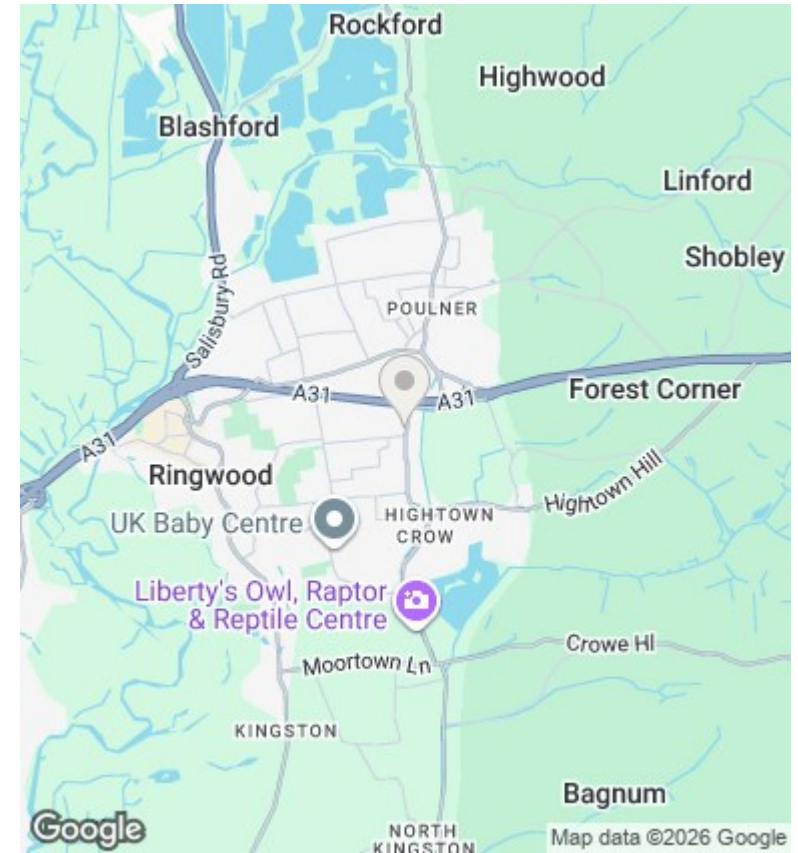 Rockford
Highwood
Blashford
Linford
Shobley
Salisbury Rd
POULNER
A31
A31
Forest Corner
A31
Ringwood
Hightown Hill
UK Baby Centre
HIGHTOWN
CROW
Liberty's Owl, Raptor
& Reptile Centre
Crowe Hl
Moortown Ln
KINGSTON
Bagnum
Google
NORTH
KINGSTON
Map data ©2026 Google